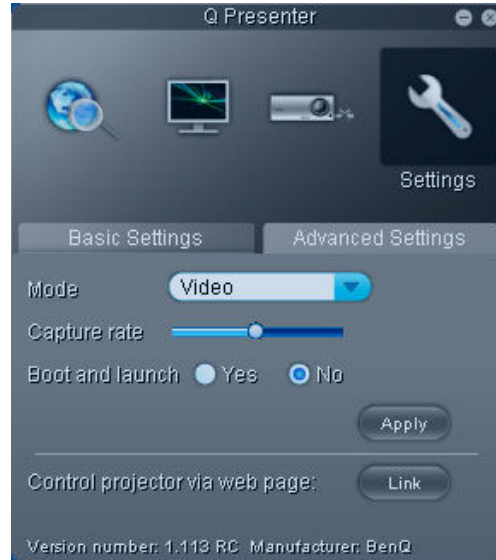 Q Presenter
Settings
Basic Settings Advanced Settings
Mode Video
Capture rate
Boot and launch Yes No
Apply
Control projector via web page: Link
Version number: 1.113 RC Manufacturer: BenQ